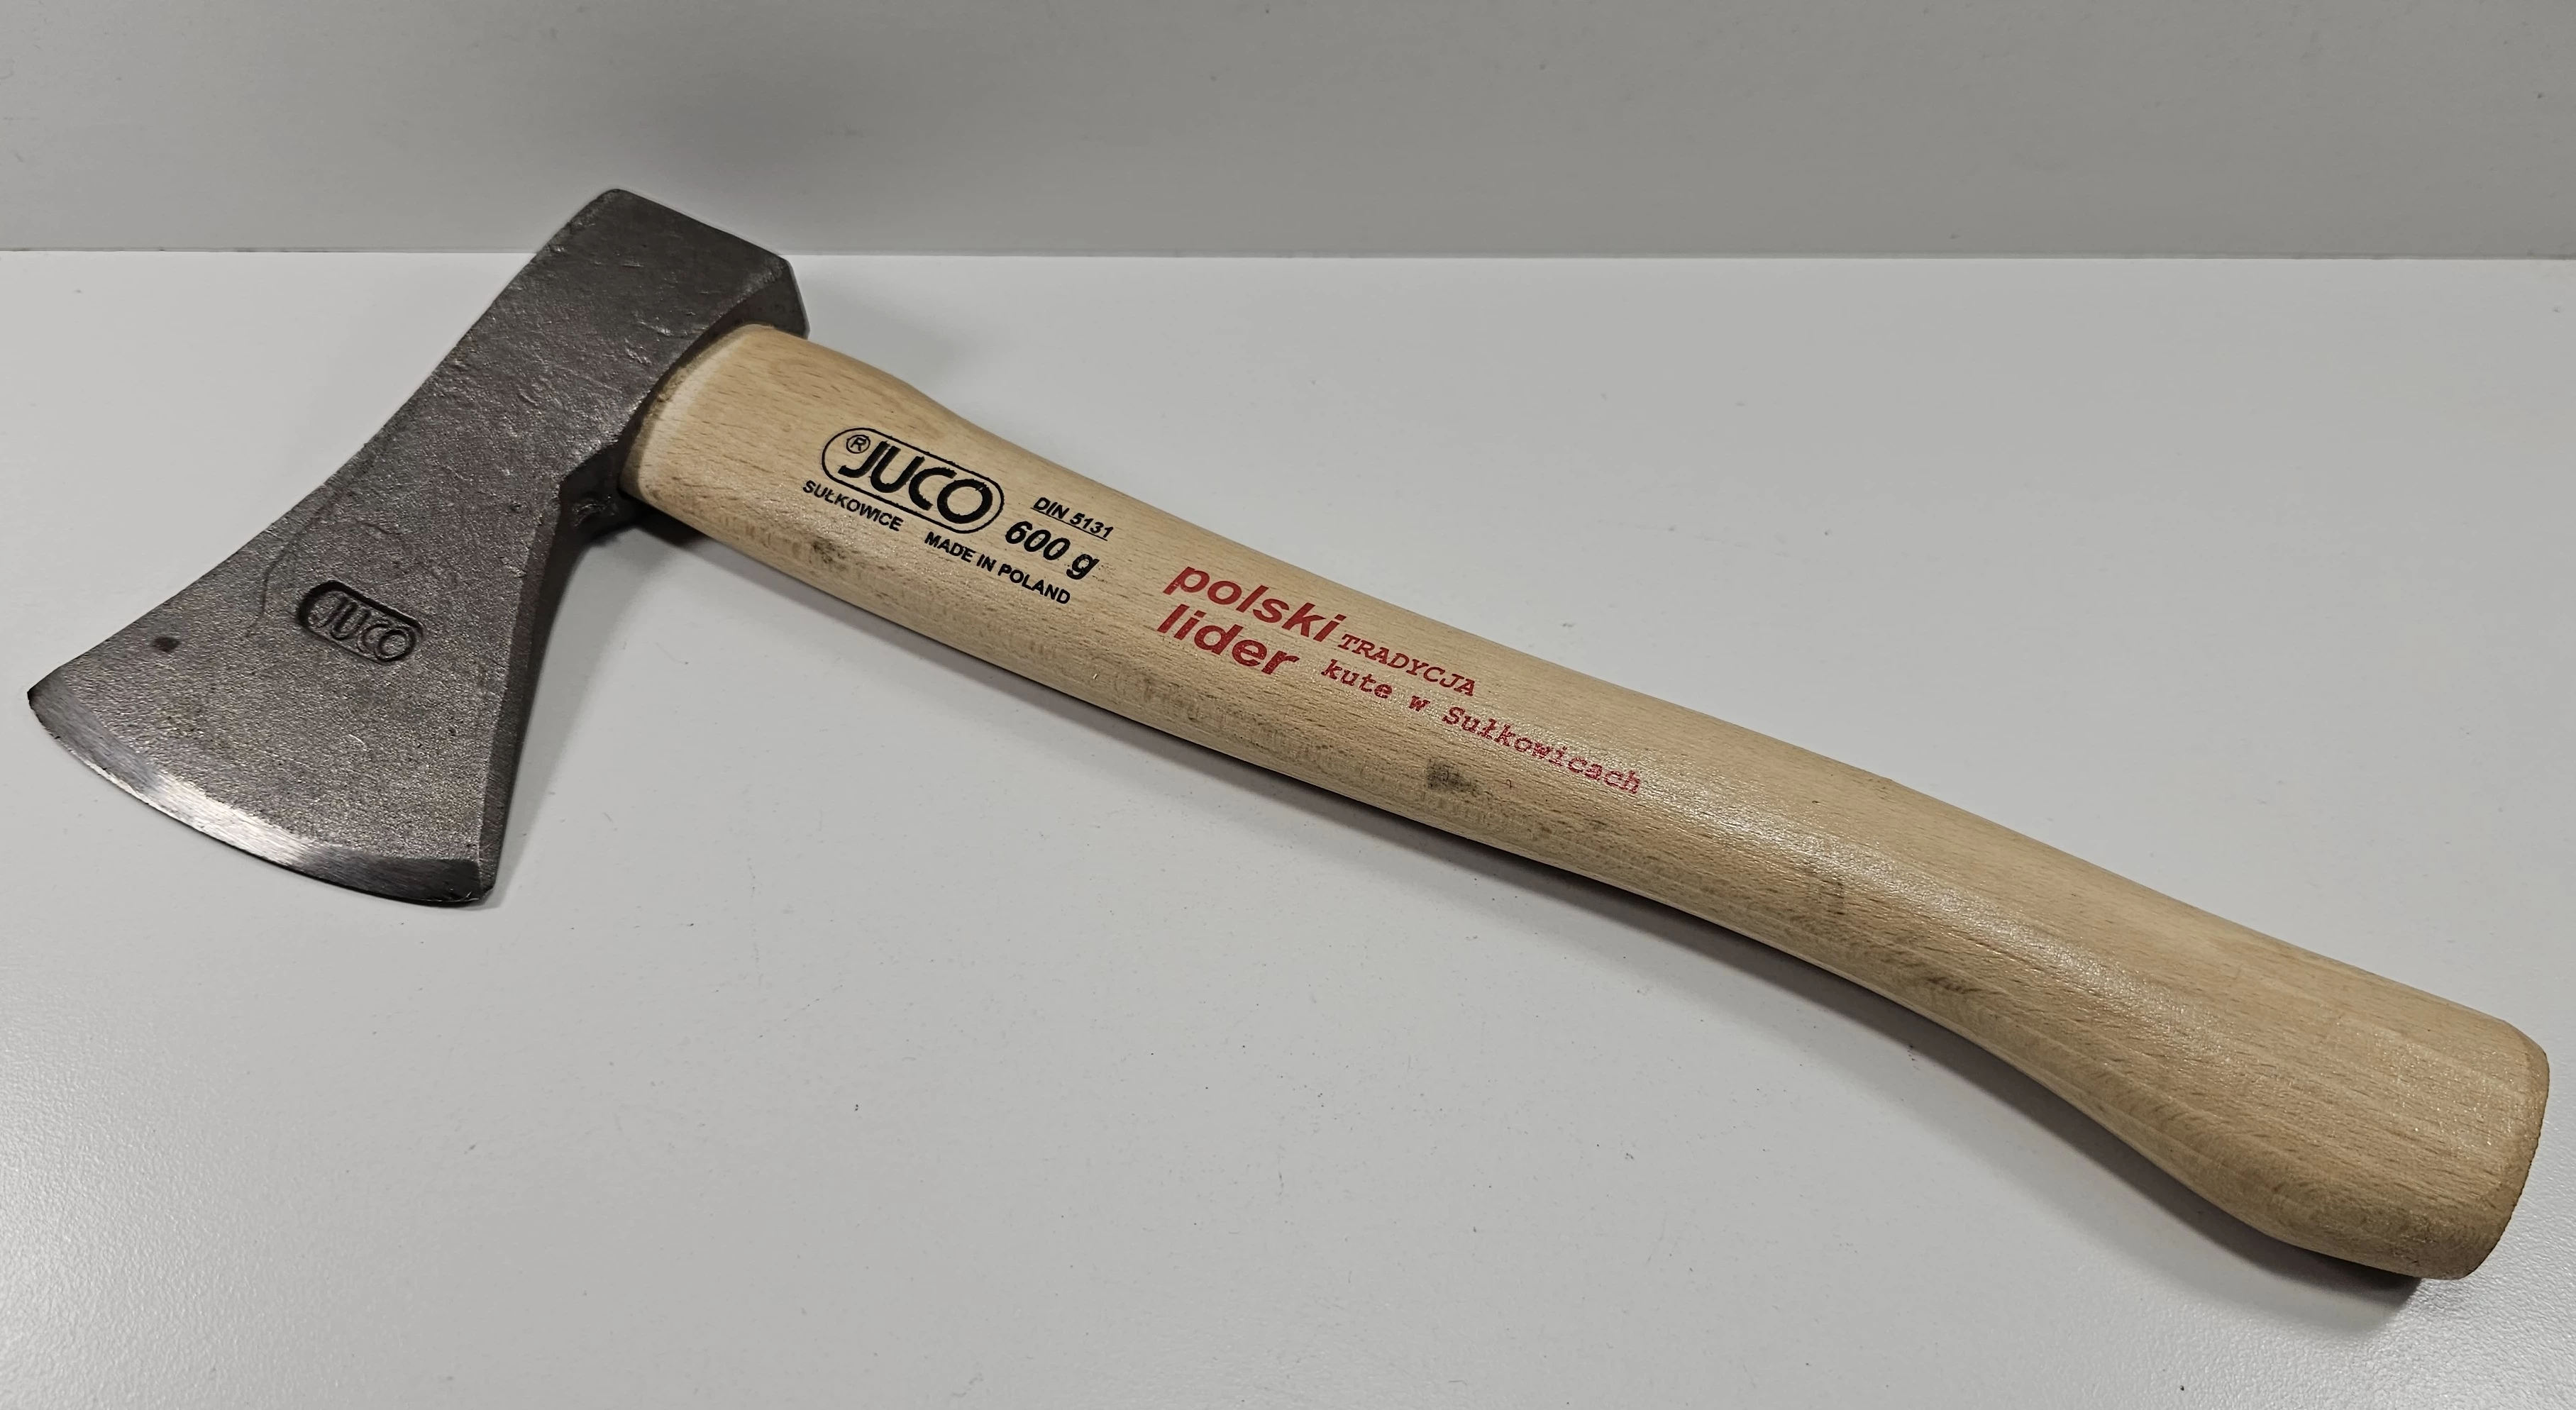 ® JUCO
SUŁKOWICE
DIN 5131
600 g
MADE IN POLAND
polski
lider
TRADYCJA
kute w Sułkowicach
JUCO